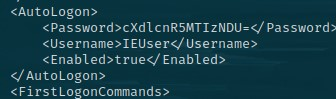 <AutoLogon>
<Password>cXdlcnR5MTIzNDU=</Password>
<Username>IEUser</Username>
<Enabled>true</Enabled>
</AutoLogon>
<FirstLogonCommands>